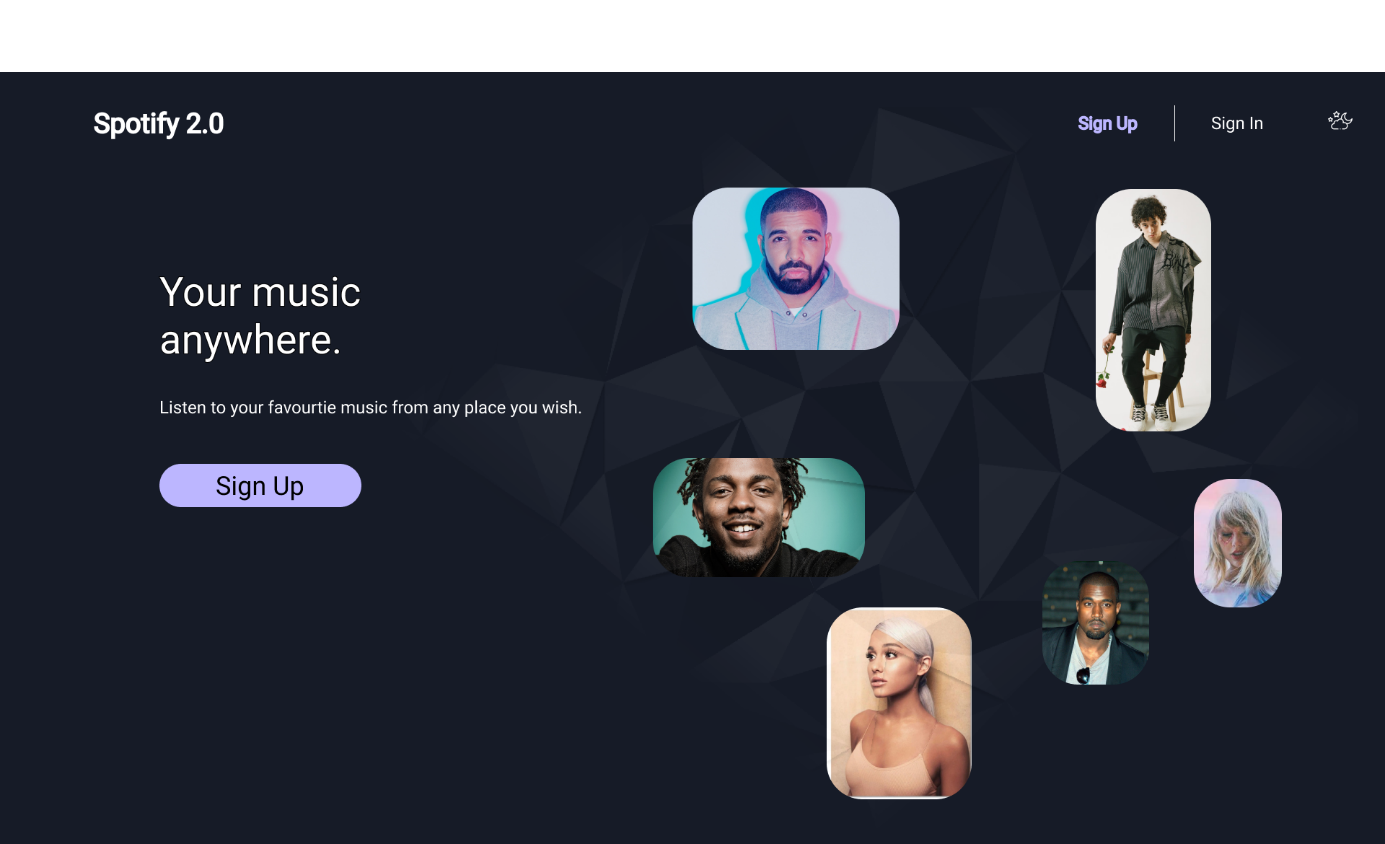 Spotify 2.0
Sign Up
Sign In
Your music
anywhere.
Listen to your favourtie music from any place you wish.
Sign Up